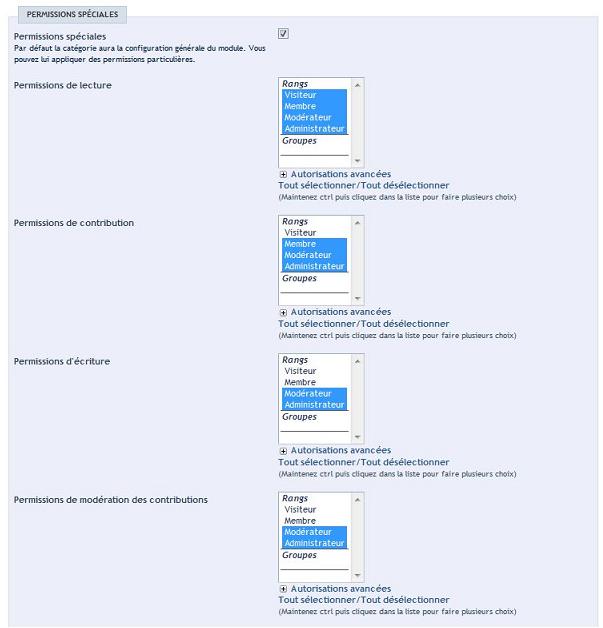 PERMISSIONS SPÉCIALES
Permissions spéciales
Par défaut la catégorie aura la configuration générale du module. Vous
pouvez lui appliquer des permissions particulières.
Permissions de lecture
Rangs
Visiteur
Membre
Modérateur
Administrateur
Groupes
Autorisations avancées
Tout sélectionner/Tout désélectionner
(Maintenez ctrl puis cliquez dans la liste pour faire plusieurs choix)
Permissions de contribution
Rangs
Visiteur
Membre
Modérateur
Administrateur
Groupes
Autorisations avancées
Tout sélectionner/Tout désélectionner
(Maintenez ctrl puis cliquez dans la liste pour faire plusieurs choix)
Permissions d'écriture
Rangs
Visiteur
Membre
Modérateur
Administrateur
Groupes
Autorisations avancées
Tout sélectionner/Tout désélectionner
(Maintenez ctrl puis cliquez dans la liste pour faire plusieurs choix)
Permissions de modération des contributions
Rangs
Visiteur
Membre
Modérateur
Administrateur
Groupes
Autorisations avancées
Tout sélectionner/Tout désélectionner
(Maintenez ctrl puis cliquez dans la liste pour faire plusieurs choix)